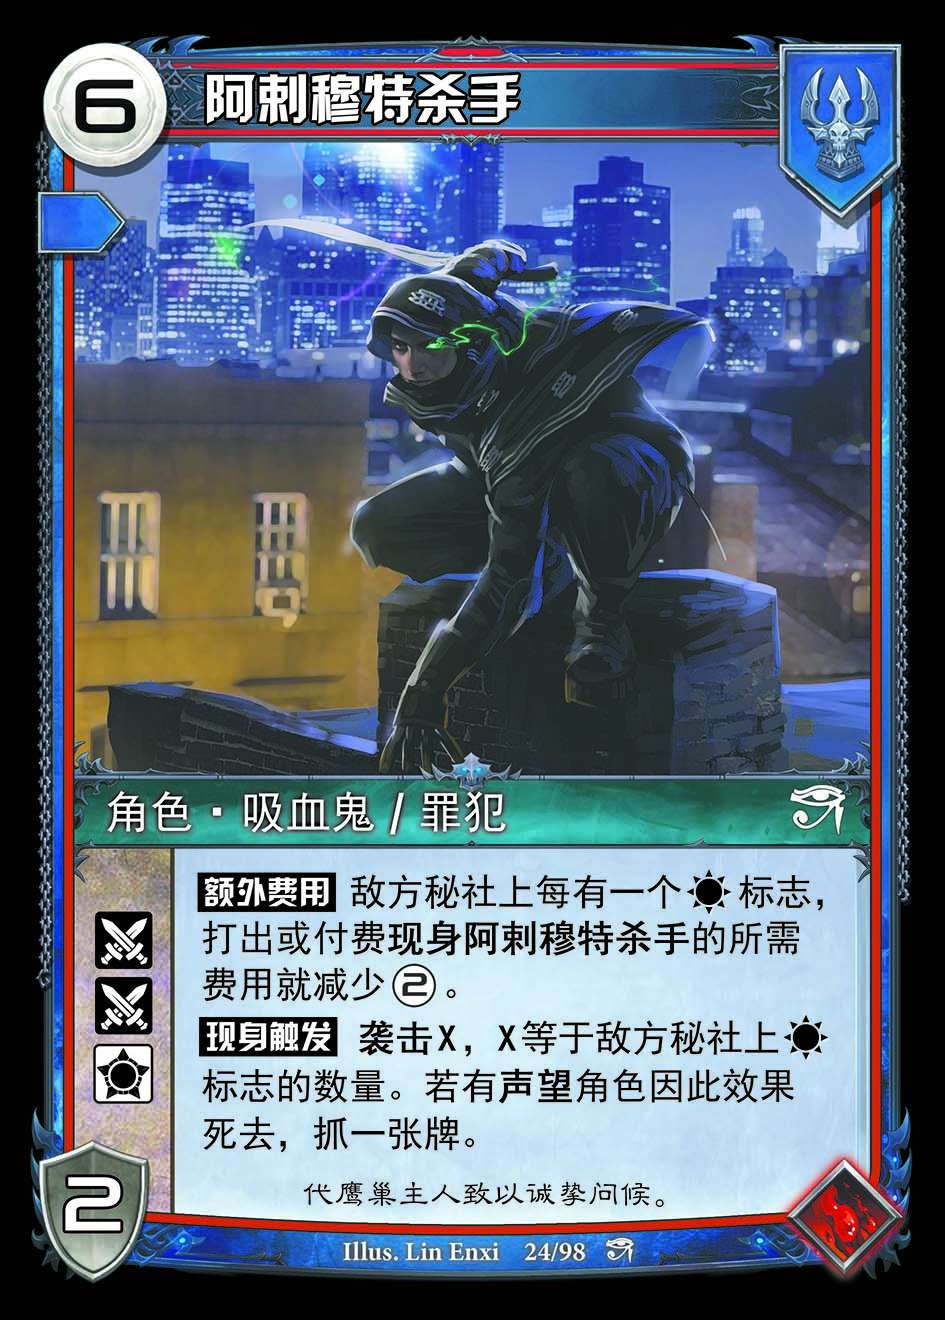 6
阿刺穆特杀手
角色·吸血鬼 / 罪犯
额外费用 敌方秘社上每有一个标志，
打出或付费现身阿刺穆特杀手的所需
费用就减少②。
现身触发 袭击X，X等于敌方秘社上
标志的数量。若有声望角色因此效果
死去，抓一张牌。
代鹰巢主人致以诚挚问候。
2
Illus. Lin Enxi 24/98